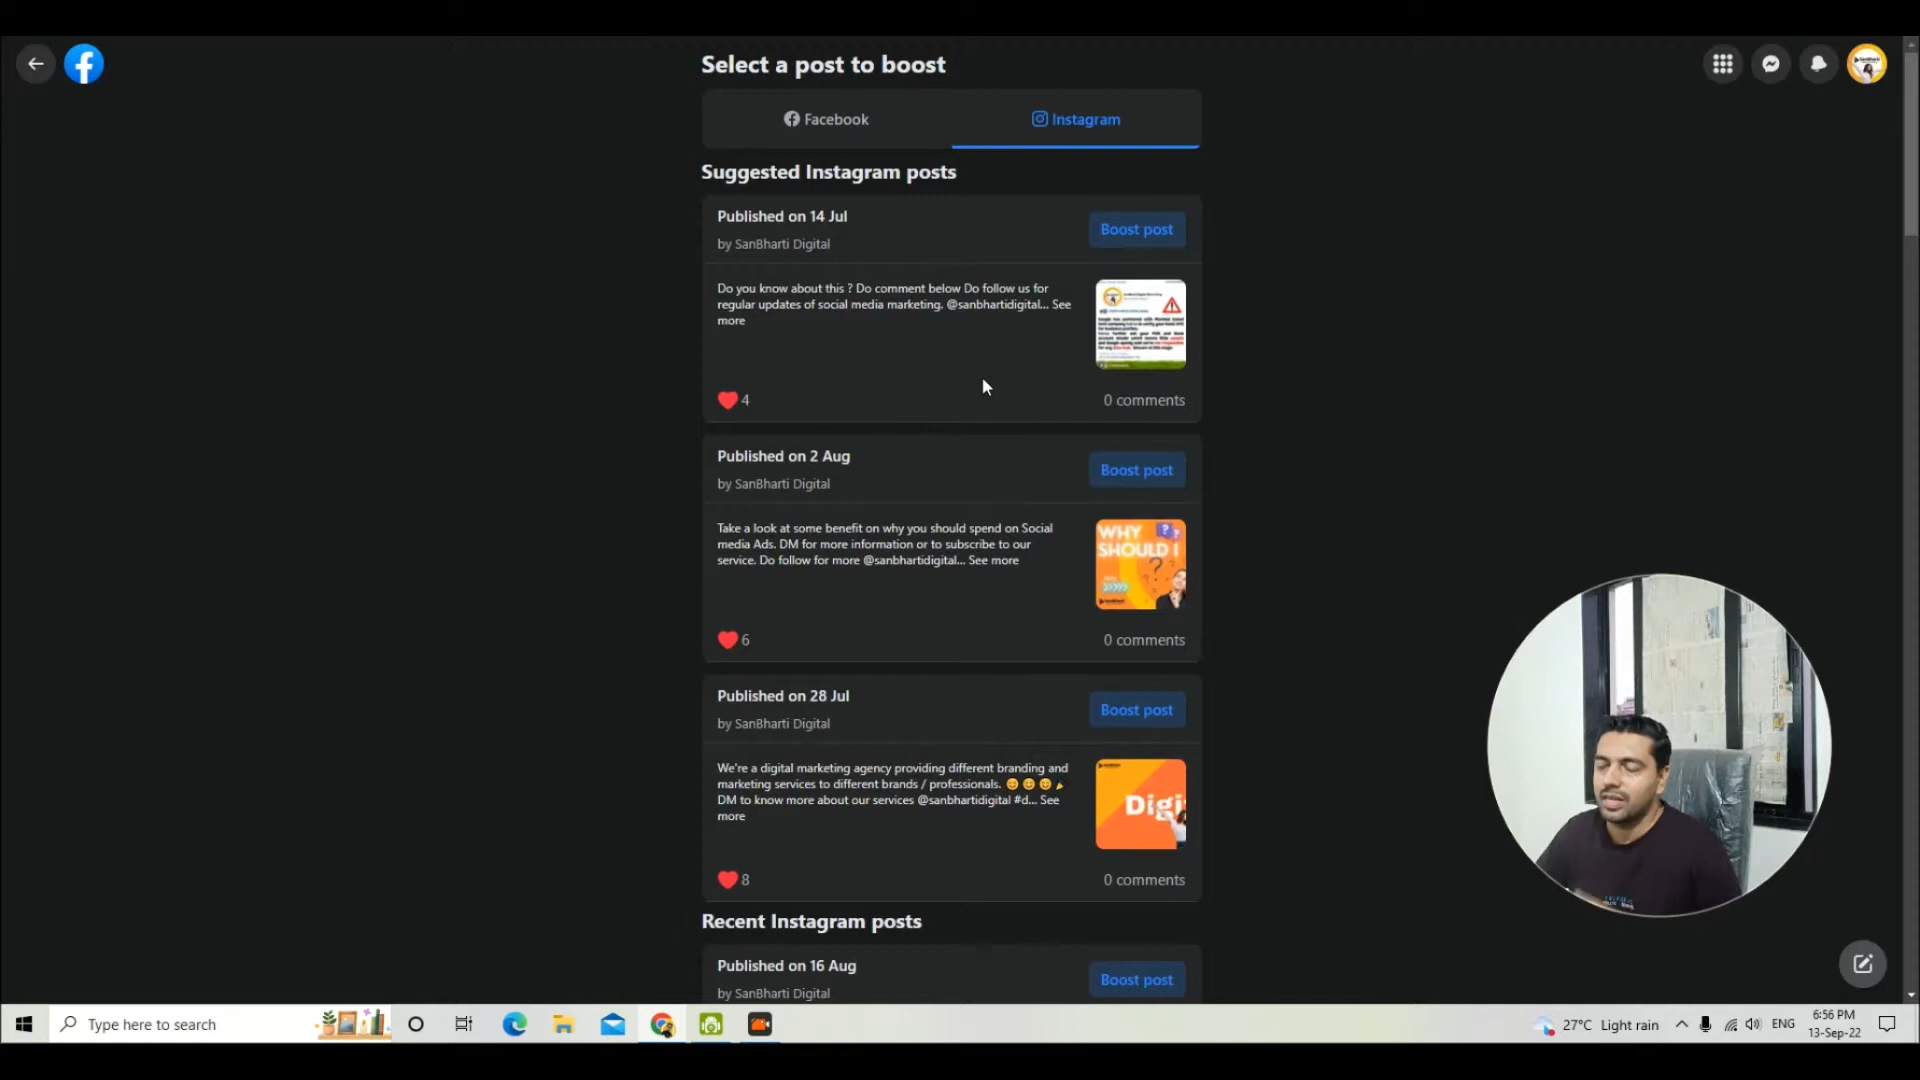 Select a post to boost
Facebook
Instagram
Suggested Instagram posts
Published on 14 Jul
by SanBharti Digital
Boost post
Do you know about this ? Do comment below Do follow us for
regular updates of social media marketing. @sanbhartidigital... See
more
4
0 comments
Published on 2 Aug
by SanBharti Digital
Boost post
Take a look at some benefit on why you should spend on Social
media Ads. DM for more information or to subscribe to our
service. Do follow for more @sanbhartidigital... See more
WHY
SHOULD I
6
0 comments
Published on 28 Jul
by SanBharti Digital
Boost post
We're a digital marketing agency providing different branding and
marketing services to different brands / professionals. 😊 😊 😊 🎉
DM to know more about our services @sanbhartidigital #d... See
more
Digi
8
0 comments
Recent Instagram posts
Published on 16 Aug
by SanBharti Digital
Boost post
Type here to search
27°C Light rain
ENG
6:56 PM
13-Sep-22